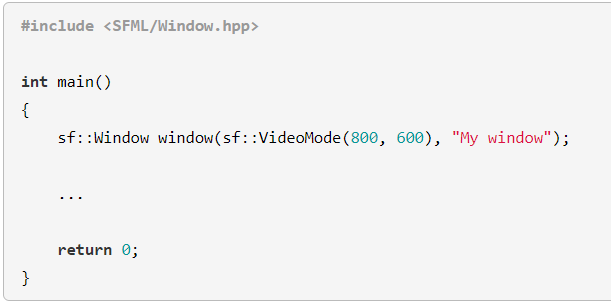 #include <SFML/Window.hpp>
int main()
{
    sf::Window window(sf::VideoMode(800, 600), "My window");
    ...
    return 0;
}